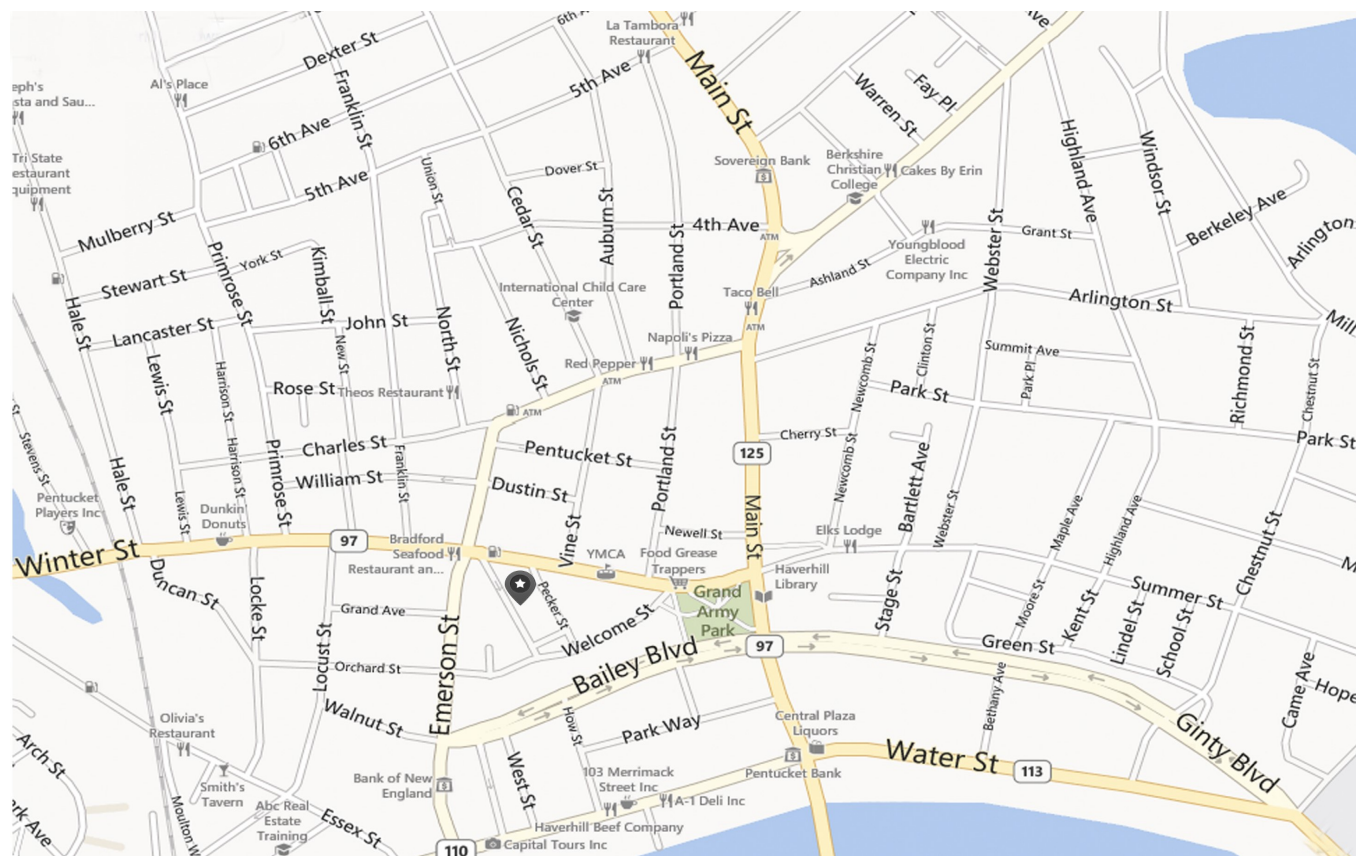 6th A
La Tambora
Restaurant
ve
Dexter St
Al's Place
Franklin St
5th Ave
Main St
Warren St
Fay Pl
eph's
sta and Sau...
6th Ave
Tri State
estaurant
quipment
5th Ave
Union St
Dover St
Sovereign Bank
Berkshire
Christian
College
Cakes By Erin
Highland Ave
Windsor St
Mulberry St
Cedar St
Auburn St
4th Ave
ATM
Berkeley Ave
Grant St
Webster St
Youngblood
Electric
Company Inc
Arlington
Primrose St
York St
Kimball St
Stewart St
Portland St
Ashland St
International Child Care
Center
Taco Bell
Arlington St
Hale St
Lancaster St
John St
North St
Nichols St
ATM
Mill
Napoli's Pizza
Red Pepper
ATM
Lewis St
Harrison St
New St
Rose St
Theos Restaurant
Newcomb St
Clinton St
Summit Ave
Park Pl
Park St
Richmond St
Chestnut St
ATM
St
Stevens St
Charles St
Harrison St
Primrose St
Franklin St
Pentucket St
Portland St
Cherry St
125
Park St
Newcomb St
Bartlett Ave
Hale St
William St
Dustin St
Lewis St
Pentucket
Players Inc
Dunkin'
Donuts
Vine St
Main St
Newell St
Elks Lodge
Webster St
Maple Ave
Highland Ave
Chestnut St
Winter St
97
Bradford
Seafood
Restaurant an...
YMCA
Food Grease
Trappers
Haverhill
Library
M
Duncan St
Locke St
Grand Ave
Pecker St
Grand
Army
Park
Stage St
Moore St
Kent St
Summer St
Lindel St
School St
Locust St
Emerson St
Welcome St
Orchard St
Bailey Blvd
97
Green St
Bethany Ave
Came Ave
Hope
Walnut St
How St
Park Way
Olivia's
Restaurant
Central Plaza
Liquors
Ginty Blvd
Arch St
West St
Water St
113
Pentucket Bank
Bank of New
England
103 Merrimack
Street Inc
A-1 Deli Inc
Smith's
Tavern
Abc Real
Estate
Training
Moulton W
rk Ave
Essex St
Haverhill Beef Company
110
Capital Tours Inc